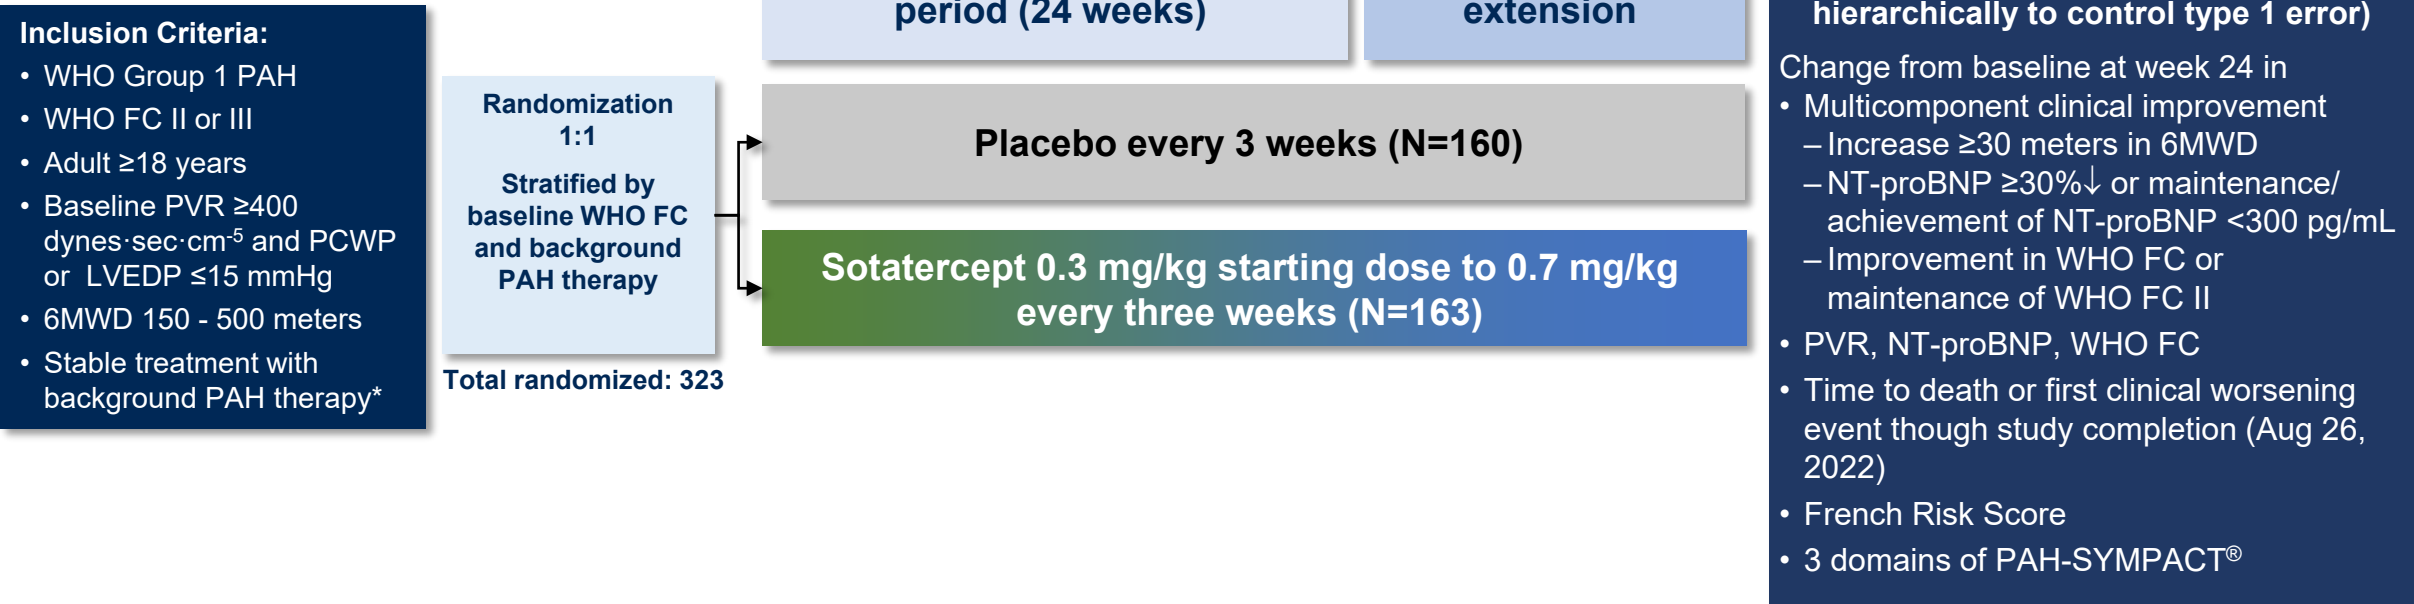 Inclusion Criteria:
• WHO Group 1 PAH
• WHO FC II or III
• Adult ≥18 years
• Baseline PVR ≥400
dynes·sec·cm-5 and PCWP
or LVEDP ≤15 mmHg
• 6MWD 150 - 500 meters
• Stable treatment with
background PAH therapy*
Randomization
1:1
Stratified by
baseline WHO FC
and background
PAH therapy
Total randomized: 323
period (24 weeks)
extension
Placebo every 3 weeks (N=160)
Sotatercept 0.3 mg/kg starting dose to 0.7 mg/kg
every three weeks (N=163)
hierarchically to control type 1 error)
Change from baseline at week 24 in
• Multicomponent clinical improvement
– Increase ≥30 meters in 6MWD
– NT-proBNP ≥30%↓ or maintenance/
achievement of NT-proBNP <300 pg/mL
– Improvement in WHO FC or
maintenance of WHO FC II
• PVR, NT-proBNP, WHO FC
• Time to death or first clinical worsening
event though study completion (Aug 26,
2022)
• French Risk Score
• 3 domains of PAH-SYMPACT®